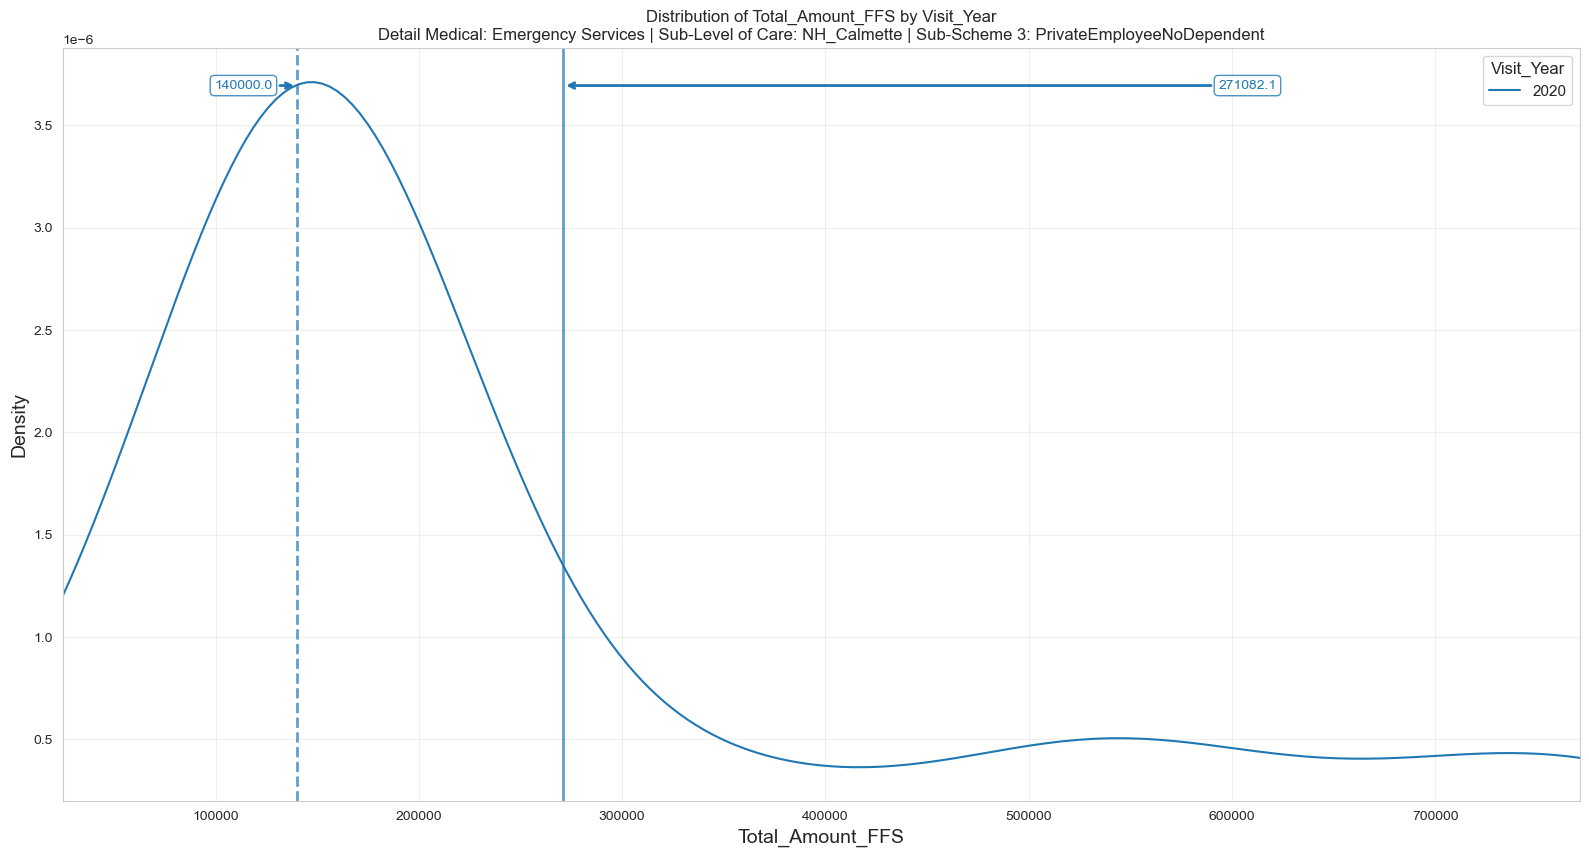 Distribution of Total_Amount_FFS by Visit_Year
Detail Medical: Emergency Services | Sub-Level of Care: NH_Calmette | Sub-Scheme 3: PrivateEmployeeNoDependent
1e−6
140000.0
271082.1
Visit_Year
2020
3.5
3.0
2.5
2.0
1.5
1.0
0.5
Density
100000
200000
300000
400000
500000
600000
700000
Total_Amount_FFS